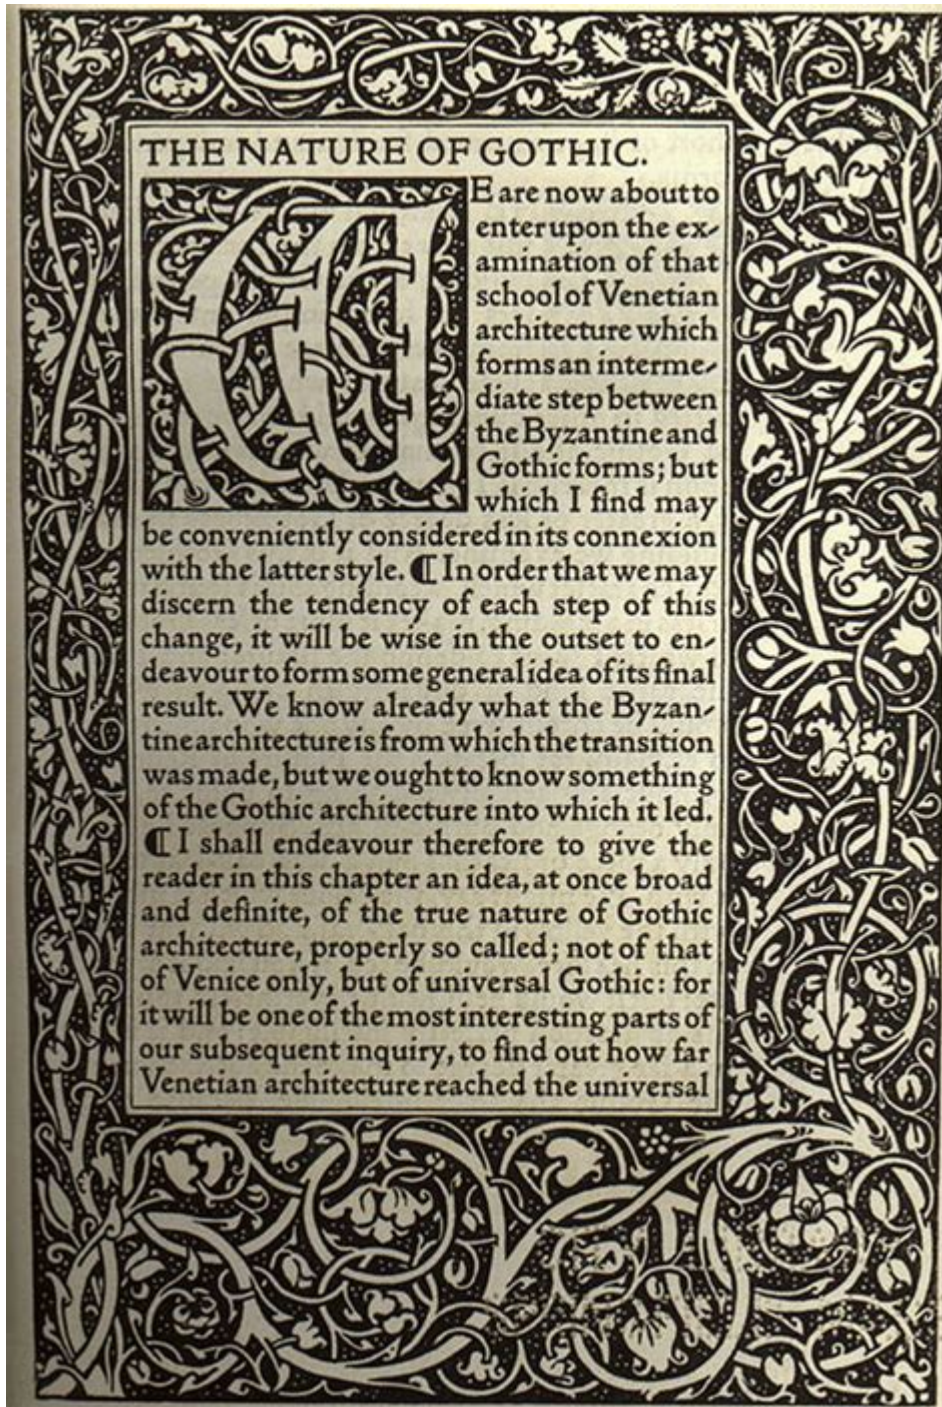 THE NATURE OF GOTHIC.
WE are now about to
enter upon the ex-
amination of that
school of Venetian
architecture which
forms an interme-
diate step between
the Byzantine and
Gothic forms; but
which I find may
be conveniently considered in its connexion
with the latter style. ⁋ In order that we may
discern the tendency of each step of this
change, it will be wise in the outset to en-
deavour to form some general idea of its final
result. We know already what the Byzan-
tine architecture is from which the transition
was made, but we ought to know something
of the Gothic architecture into which it led.
⁋ I shall endeavour therefore to give the
reader in this chapter an idea, at once broad
and definite, of the true nature of Gothic
architecture, properly so called; not of that
of Venice only, but of universal Gothic: for
it will be one of the most interesting parts of
our subsequent inquiry, to find out how far
Venetian architecture reached the universal